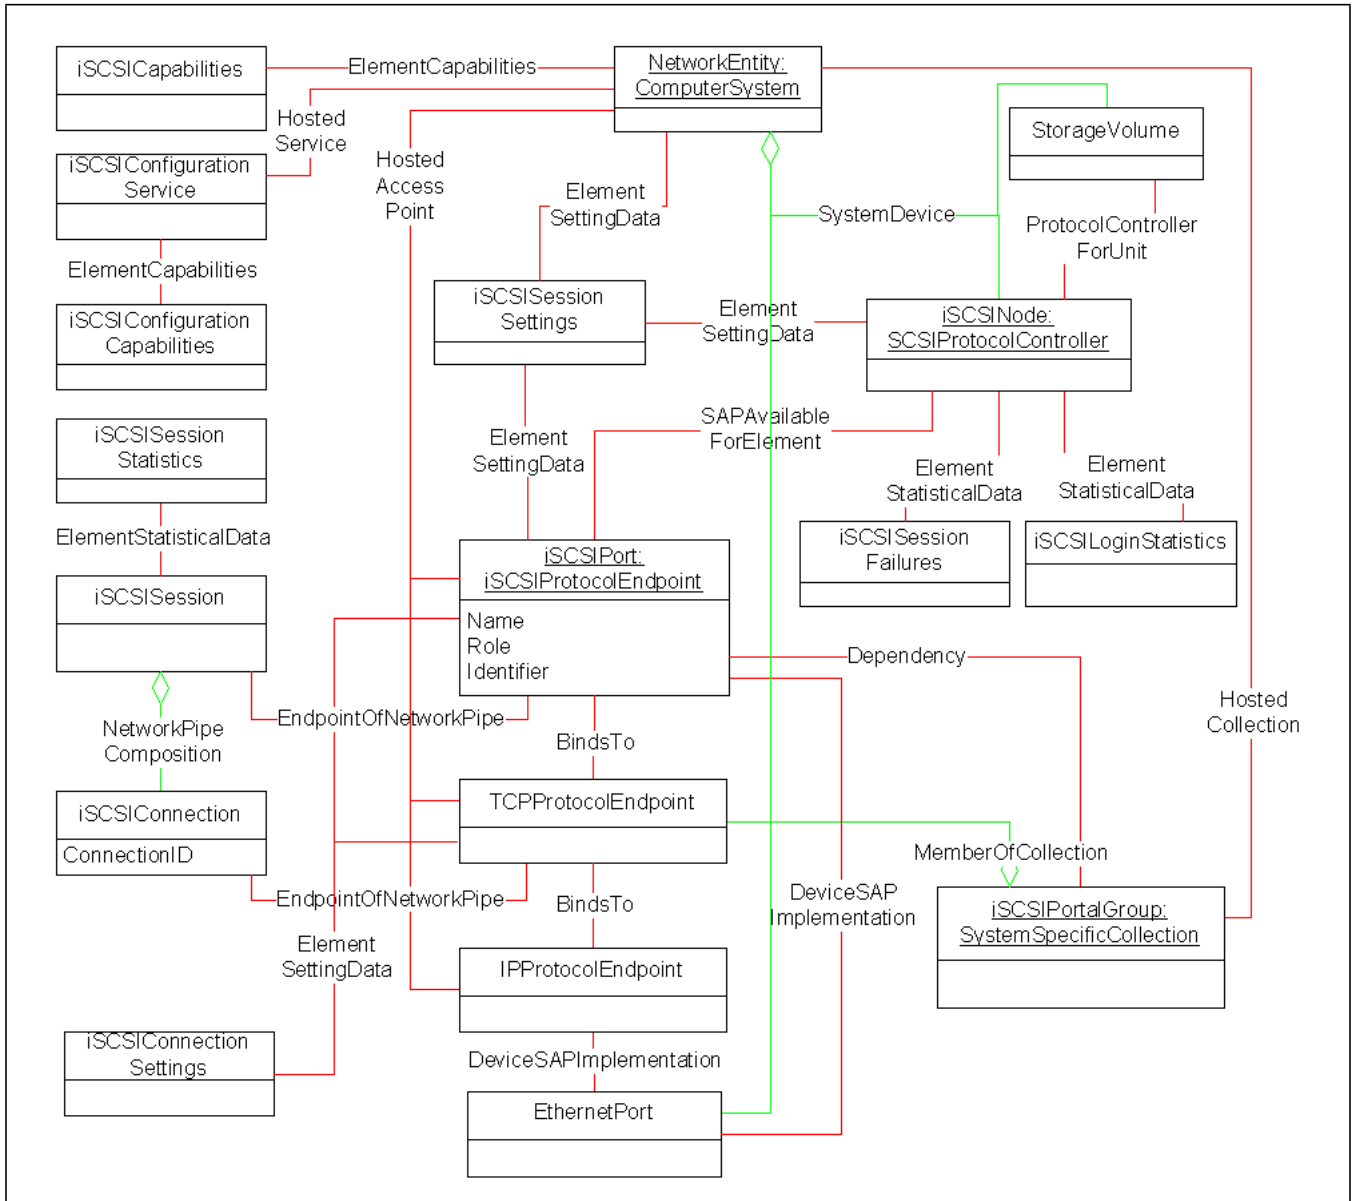 iSCSICapabilities
ElementCapabilities
NetworkEntity:
ComputerSystem
Hosted
Service
StorageVolume
iSCSIConfiguration
Service
Hosted
Access
Point
Element
SettingData
SystemDevice
ProtocolController
ForUnit
ElementCapabilities
iSCSISession
Settings
Element
SettingData
iSCSINode:
SCSIProtocolController
iSCSIConfiguration
Capabilities
SAPAvailable
ForElement
iSCSISession
Statistics
Element
SettingData
Element
StatisticalData
Element
StatisticalData
ElementStatisticalData
iSCSIPort:
iSCSIProtocolEndpoint
Name
Role
Identifier
iSCSISession
Failures
iSCSILoginStatistics
iSCSISession
Dependency
EndpointOfNetworkPipe
Hosted
Collection
NetworkPipe
Composition
BindsTo
iSCSIConnection
ConnectionID
TCPProtocolEndpoint
MemberOfCollection
EndpointOfNetworkPipe
BindsTo
DeviceSAP
Implementation
iSCSIPortalGroup:
SystemSpecificCollection
Element
SettingData
IPProtocolEndpoint
iSCSIConnection
Settings
DeviceSAPImplementation
EthernetPort